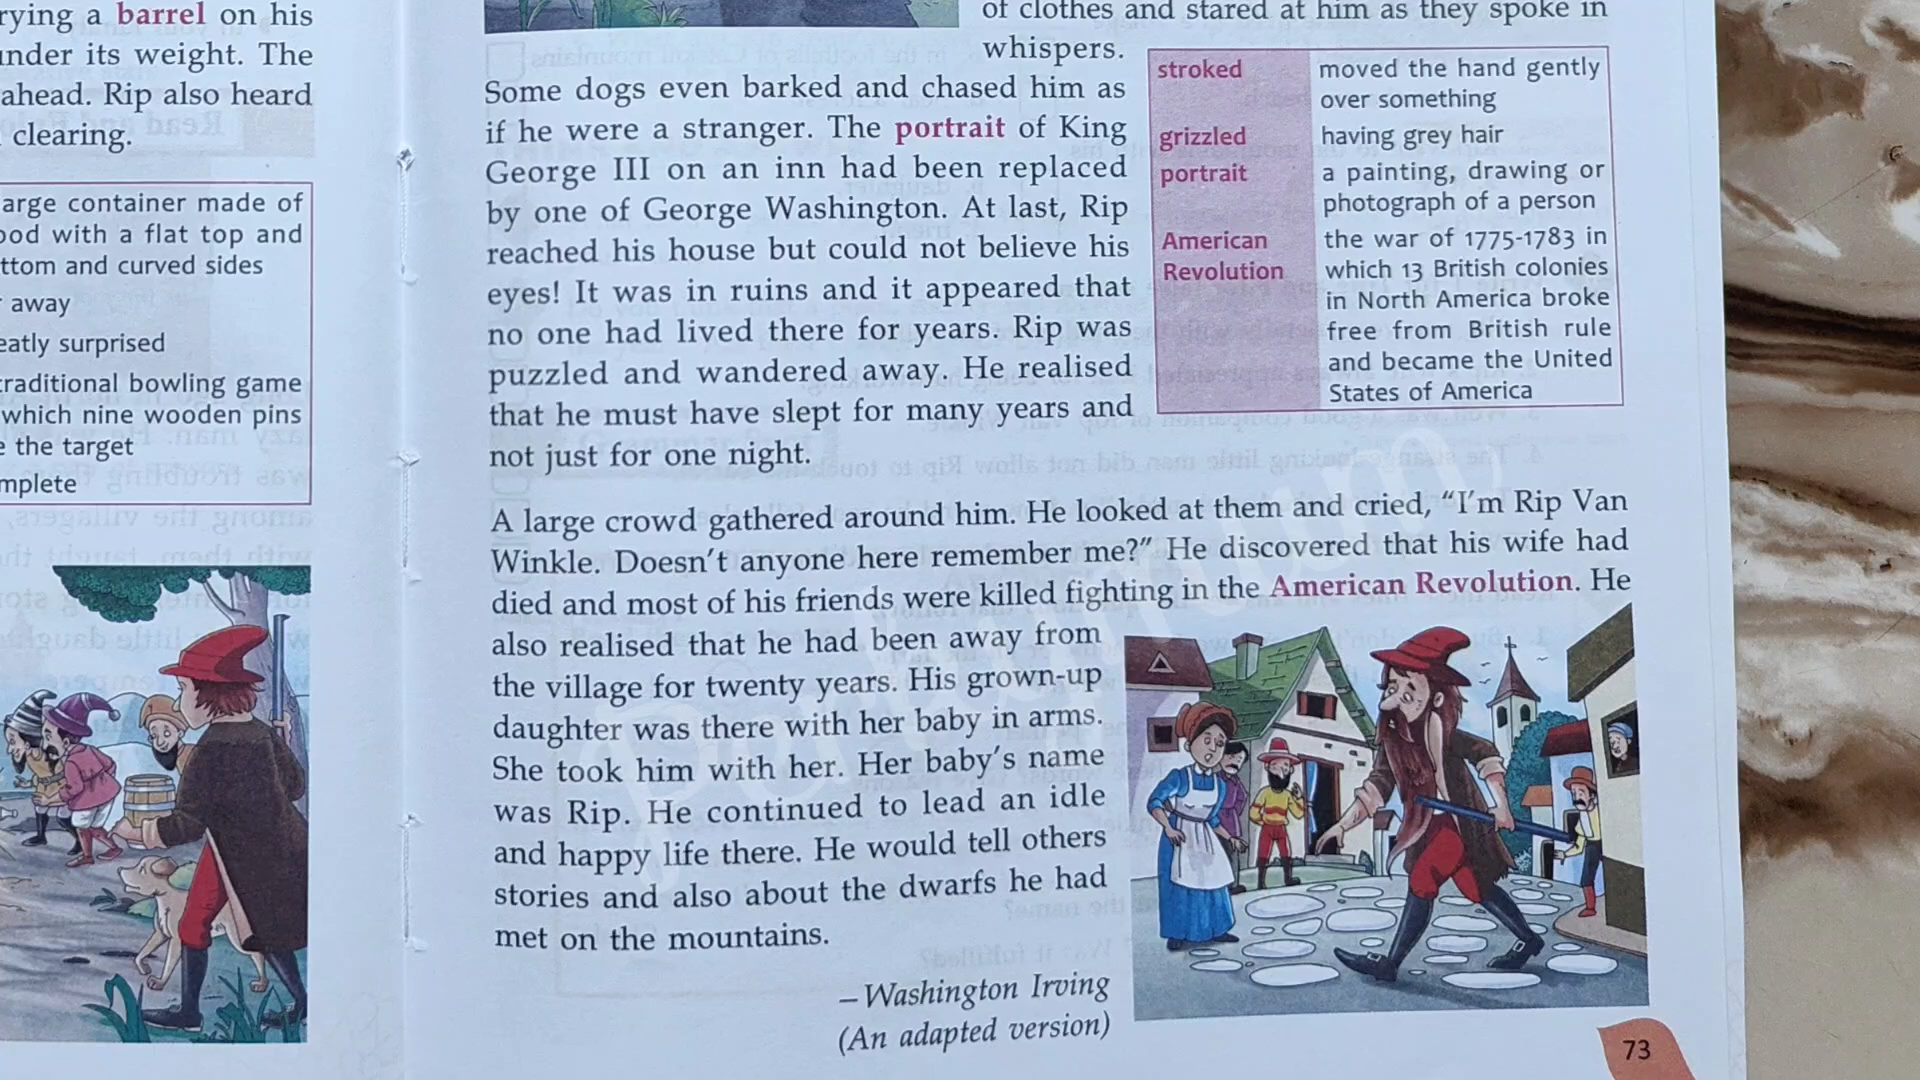 barrel on his
under its weight. The
ahead. Rip also heard
clearing.
container made of
with a flat top and
and curved sides
away
surprised
bowling game
which nine wooden pins
the target
of clothes and stared at him as they spoke in
whispers.
Some dogs even barked and chased him as
if he were a stranger. The portrait of King
George III on an inn had been replaced
by one of George Washington. At last, Rip
reached his house but could not believe his
eyes! It was in ruins and it appeared that
no one had lived there for years. Rip was
puzzled and wandered away. He realised
that he must have slept for many years and
not just for one night.
stroked moved the hand gently
over something
grizzled having grey hair
portrait a painting, drawing or
photograph of a person
American the war of 1775-1783 in
Revolution which 13 British colonies
in North America broke
free from British rule
and became the United
States of America
A large crowd gathered around him. He looked at them and cried, “I’m Rip Van
Winkle. Doesn’t anyone here remember me?” He discovered that his wife had
died and most of his friends were killed fighting in the American Revolution. He
also realised that he had been away from
the village for twenty years. His grown-up
daughter was there with her baby in arms.
She took him with her. Her baby’s name
was Rip. He continued to lead an idle
and happy life there. He would tell others
stories and also about the dwarfs he had
met on the mountains.
– Washington Irving
(An adapted version)
73